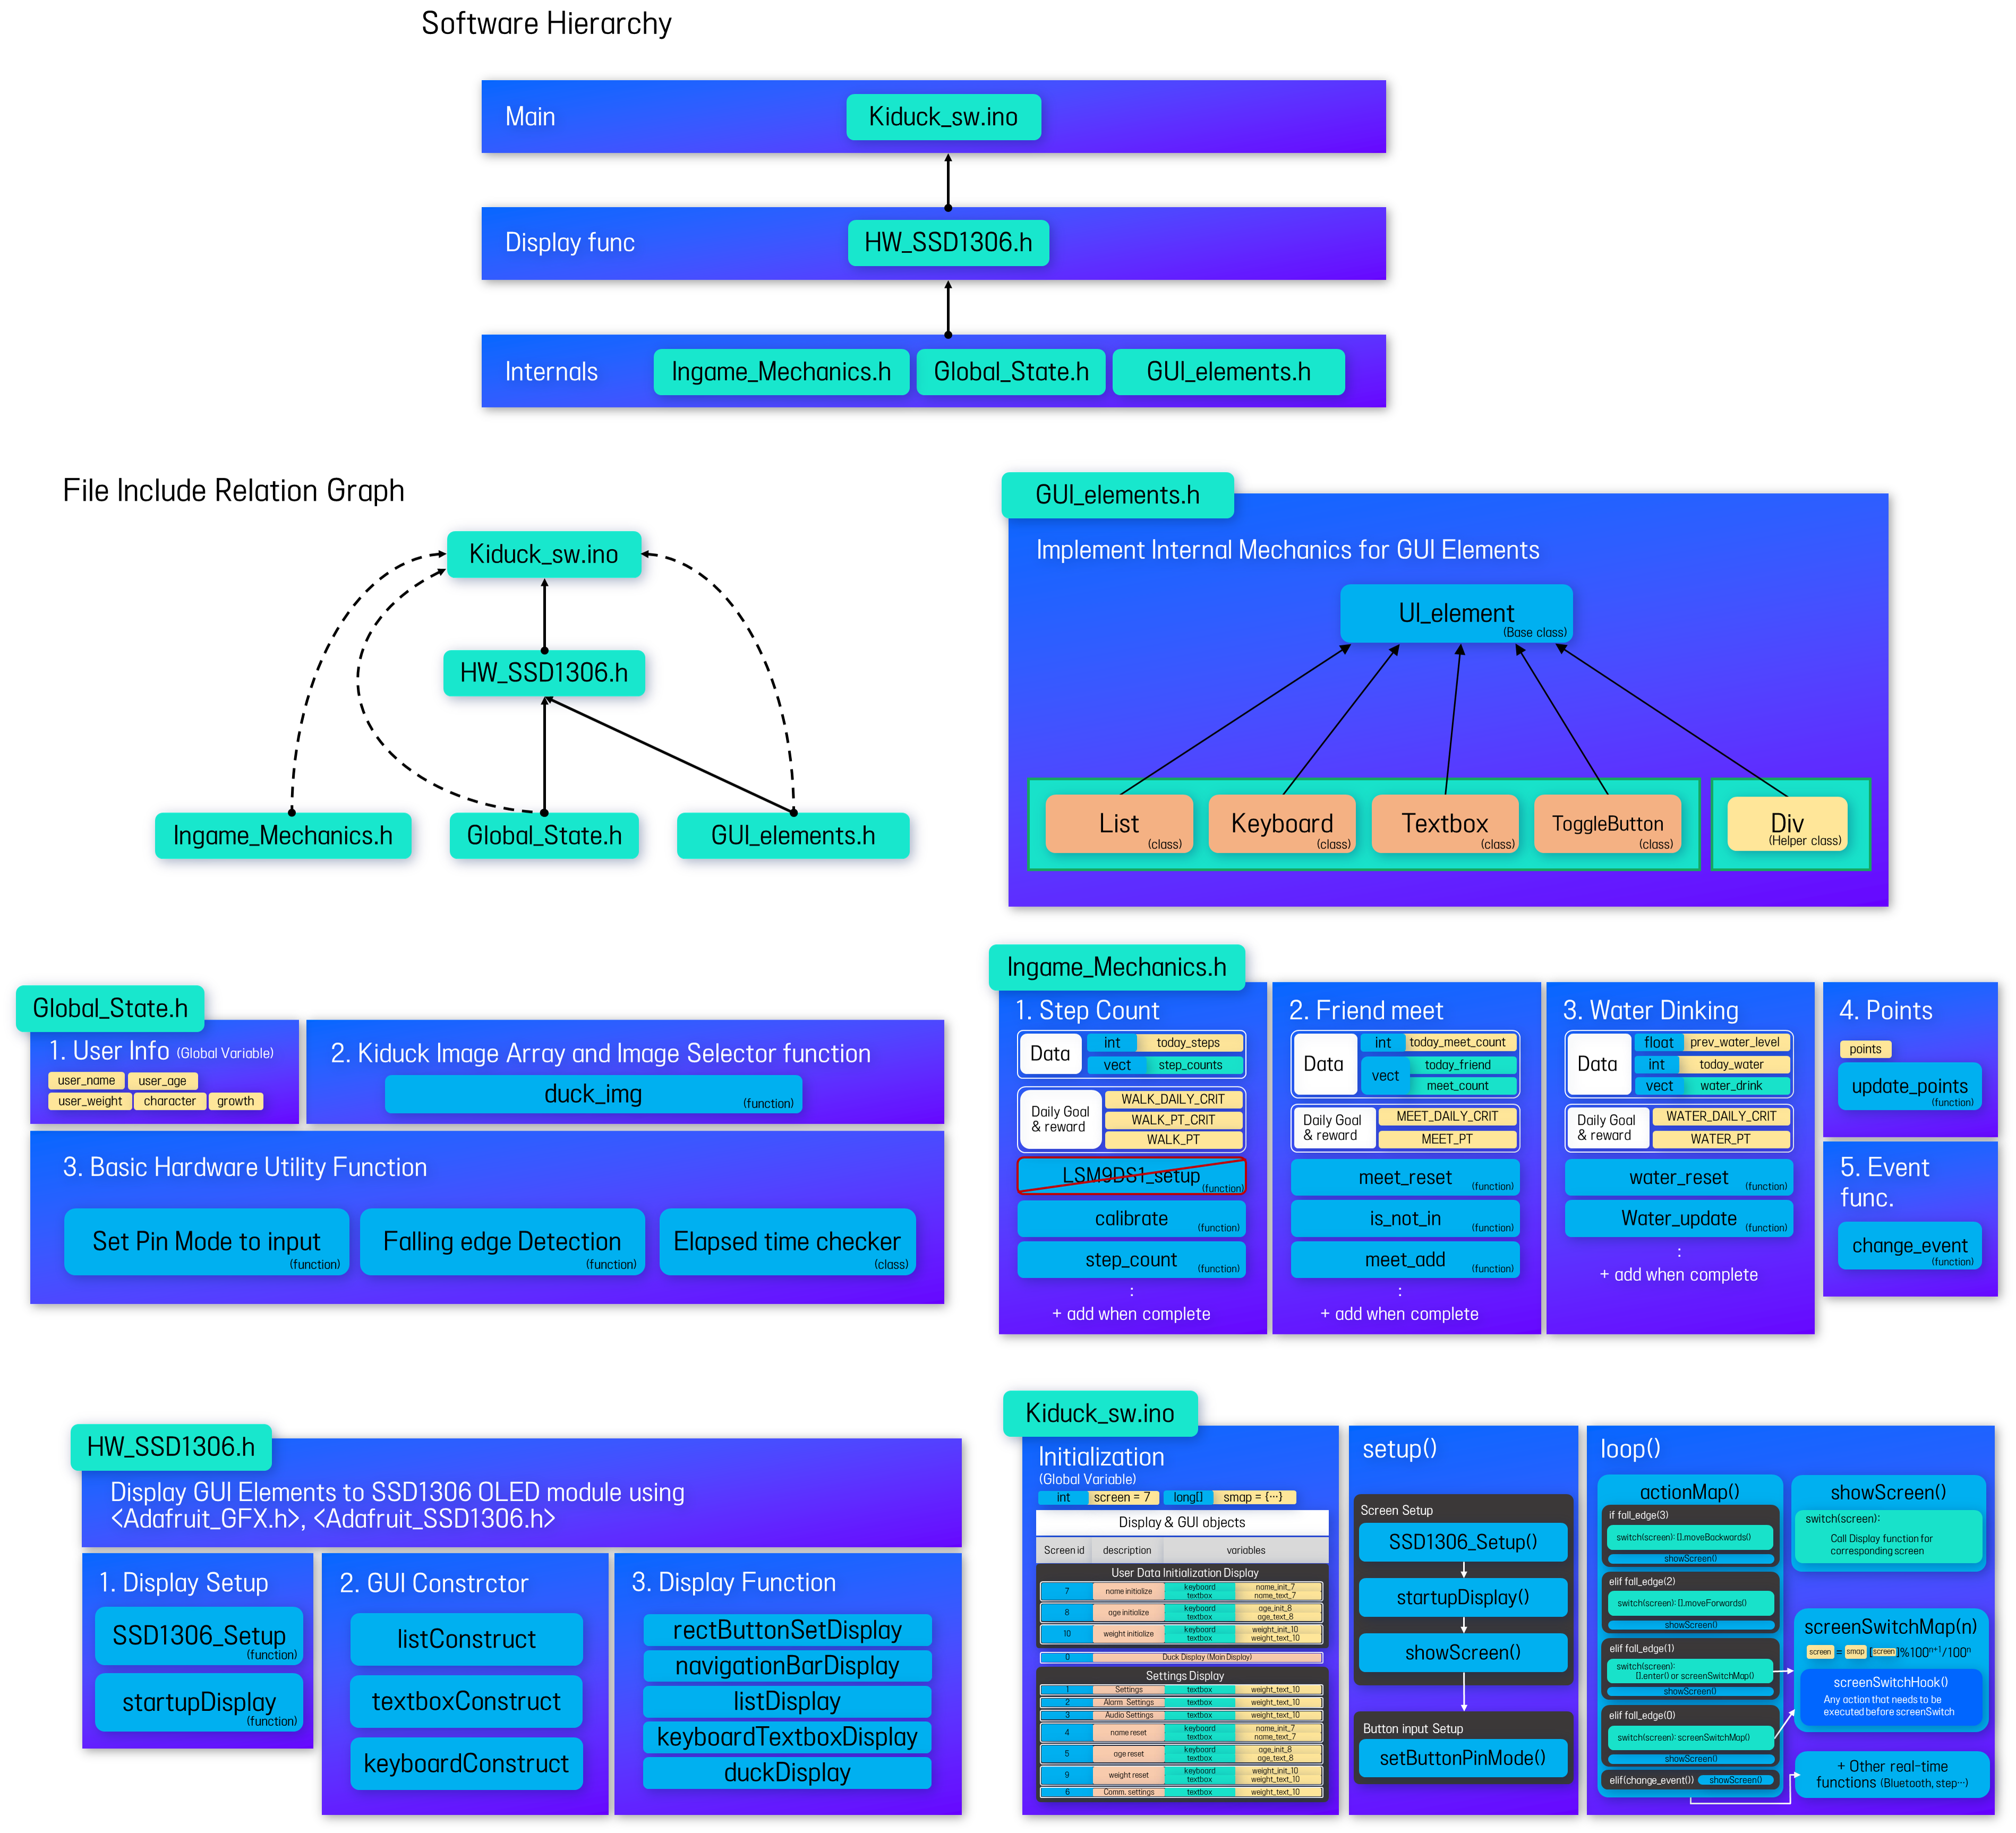 Software Hierarchy
Main
Kiduck_sw.ino
Display func
HW_SSD1306.h
Internals
Ingame_Mechanics.h
Global_State.h
GUI_elements.h
File Include Relation Graph
Kiduck_sw.ino
HW_SSD1306.h
Ingame_Mechanics.h
Global_State.h
GUI_elements.h
GUI_elements.h
Implement Internal Mechanics for GUI Elements
UI_element
(Base class)
List
(class)
Keyboard
(class)
Textbox
(class)
ToggleButton
(class)
Div
(Helper class)
Global_State.h
1. User Info (Global Variable)
user_name
user_age
user_weight
character
growth
2. Kiduck Image Array and Image Selector function
duck_img
(function)
3. Basic Hardware Utility Function
Set Pin Mode to input
(function)
Falling edge Detection
(function)
Elapsed time checker
(class)
Ingame_Mechanics.h
1. Step Count
Data
int
today_steps
vect
step_counts
Daily Goal
& reward
WALK_DAILY_CRIT
WALK_PT_CRIT
WALK_PT
LSM9DS1_setup
(function)
calibrate
(function)
step_count
(function)
:
+ add when complete
2. Friend meet
Data
int
today_meet_count
vect
today_friend
meet_count
Daily Goal
& reward
MEET_DAILY_CRIT
MEET_PT
meet_reset
(function)
is_not_in
(function)
meet_add
(function)
:
+ add when complete
3. Water Drinking
Data
float
prev_water_level
int
today_water
vect
water_drink
Daily Goal
& reward
WATER_DAILY_CRIT
WATER_PT
water_reset
(function)
Water_update
(function)
:
+ add when complete
4. Points
points
update_points
(function)
5. Event
func.
change_event
(function)
HW_SSD1306.h
Display GUI Elements to SSD1306 OLED module using
<Adafruit_GFX.h>, <Adafruit_SSD1306.h>
1. Display Setup
SSD1306_Setup
(function)
startupDisplay
(function)
2. GUI Constrctor
listConstruct
textboxConstruct
keyboardConstruct
3. Display Function
rectButtonSetDisplay
navigationBarDisplay
listDisplay
keyboardTextboxDisplay
duckDisplay
Kiduck_sw.ino
Initialization
(Global Variable)
int
screen = 7
long[]
smap = {···}
Display & GUI objects
Screen id description variables
User Data Initialization Display
7 name initialize keyboard name_init_7
textbox name_text_7
8 age initialize keyboard age_init_8
textbox age_text_8
10 weight initialize keyboard weight_init_10
textbox weight_text_10
0 Duck Display (Main Display)
Settings Display
1 Settings textbox weight_text_10
2 Alarm Settings textbox weight_text_10
3 Audio Settings textbox weight_text_10
4 name reset keyboard name_init_7
textbox name_text_7
5 age reset keyboard age_init_8
textbox age_text_8
9 weight reset keyboard weight_init_10
textbox weight_text_10
6 Comm. settings textbox weight_text_10
setup()
Screen Setup
SSD1306_Setup()
startupDisplay()
showScreen()
Button input Setup
setButtonPinMode()
loop()
actionMap()
if fall_edge(3)
switch(screen): [].moveBackwards()
showScreen()
elif fall_edge(2)
switch(screen): [].moveForwards()
showScreen()
elif fall_edge(1)
switch(screen):
[].enter() or screenSwitchMap()
showScreen()
elif fall_edge(0)
switch(screen): screenSwitchMap()
showScreen()
elif(change_event())
showScreen()
showScreen()
switch(screen):
Call Display function for
corresponding screen
screenSwitchMap(n)
screen = smap [screen]%100ⁿ⁺¹/100ⁿ
screenSwitchHook()
Any action that needs to be
executed before screenSwitch
+ Other real-time
functions (Bluetooth, step···)